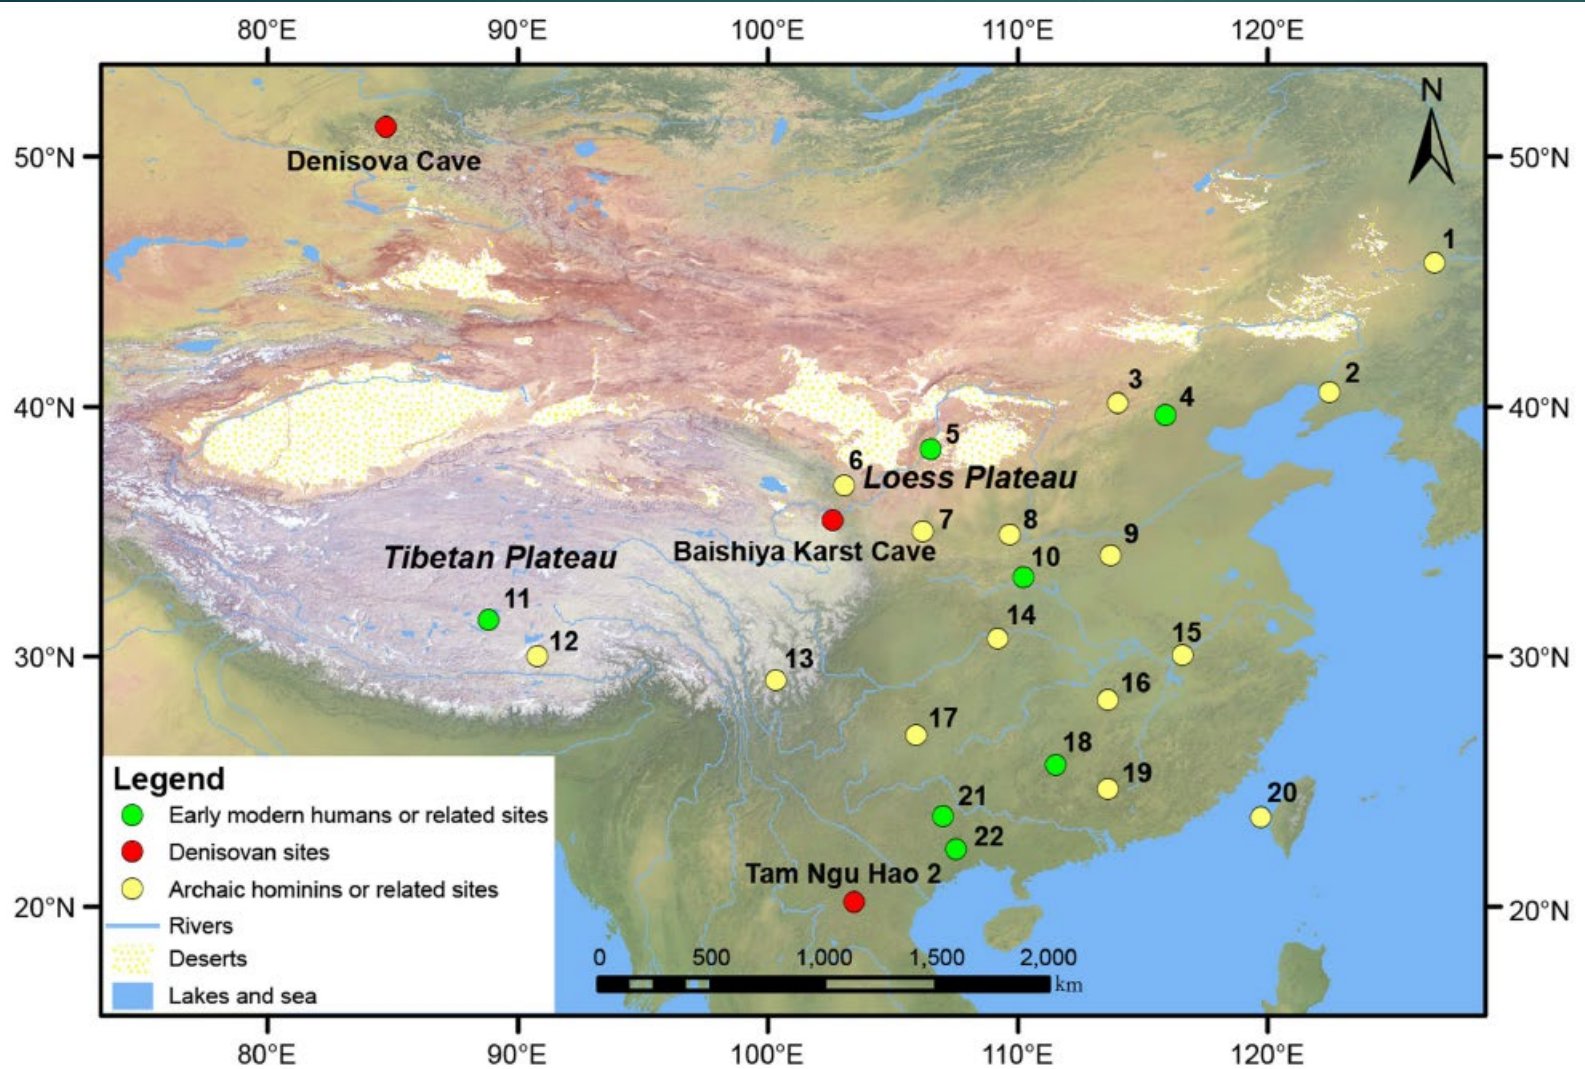 80°E 90°E 100°E 110°E 120°E
N
Denisova Cave
50°N 50°N
1
2
3
4
40°N 40°N
5
6
Loess Plateau
7
8
9
Baishiya Karst Cave
10
Tibetan Plateau
11
12
13
14
15
30°N 30°N
16
17
18
19
20
21
22
Tam Ngu Hao 2
20°N 20°N
Legend
Early modern humans or related sites
Denisovan sites
Archaic hominins or related sites
Rivers
Deserts
Lakes and sea
0 500 1,000 1,500 2,000
km
80°E 90°E 100°E 110°E 120°E